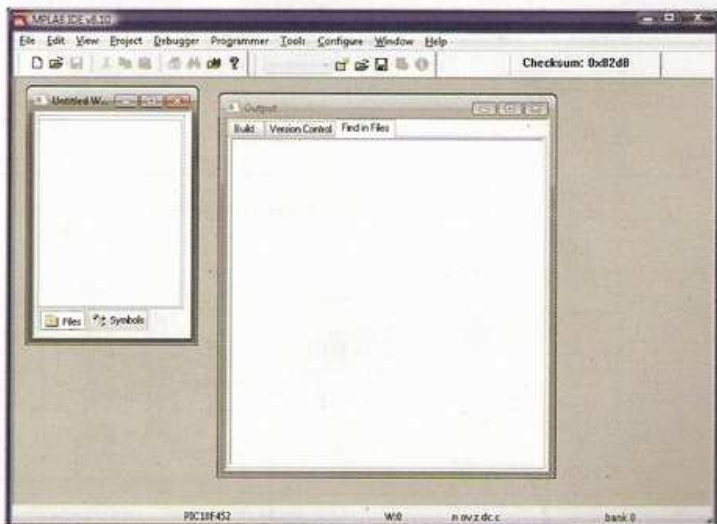 MPLAB IDE v8.10
File Edit View Project Debugger Programmer Tools Configure Window Help
Checksum: 0x82d8
Untitled W...
Output
Build Version Control Find in Files
Files Symbols
PIC18F452 W:0 n ov z dc c bank 0